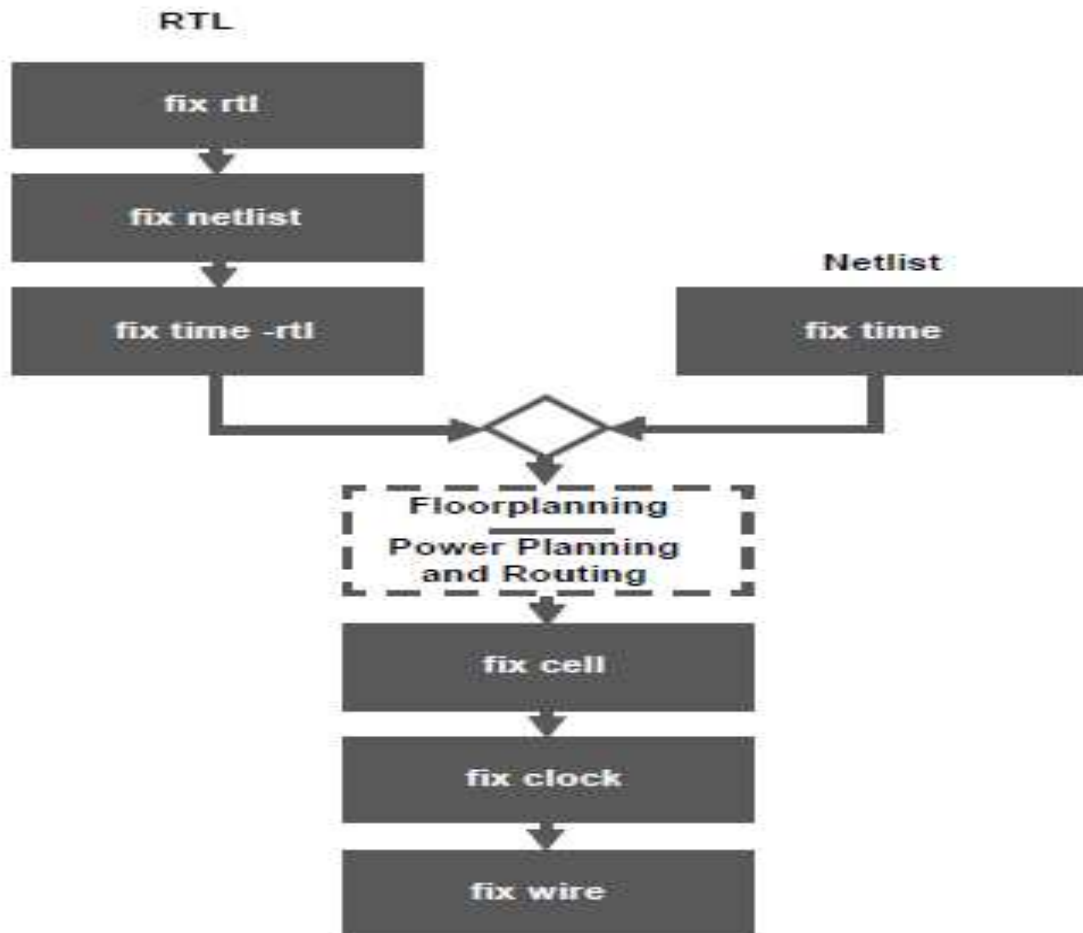 RTL
fix rtl
fix netlist
fix time -rtl
Netlist
fix time
Floorplanning
Power Planning
and Routing
fix cell
fix clock
fix wire